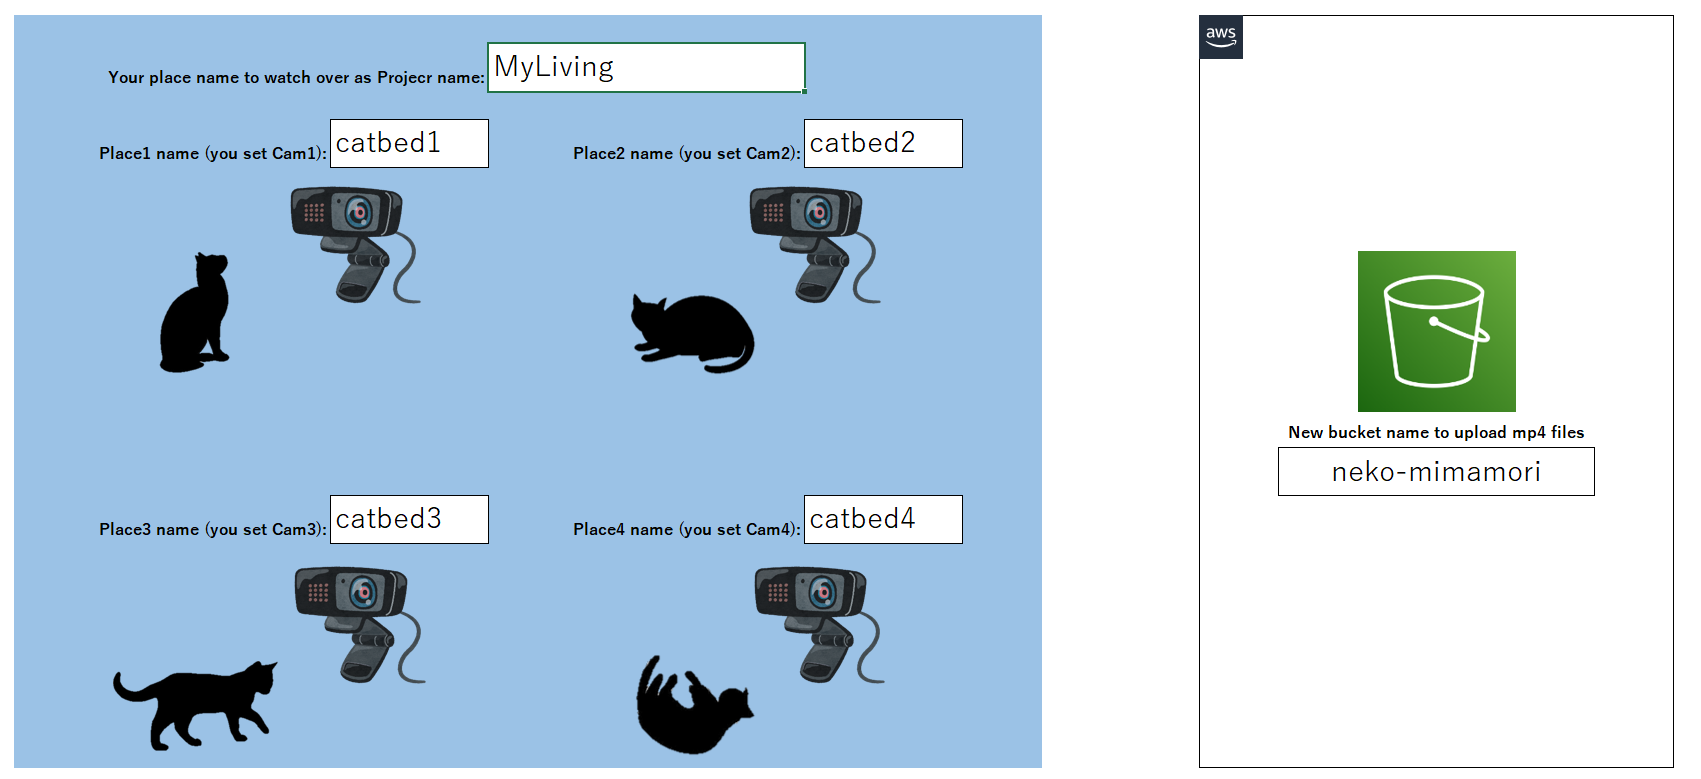 Your place name to watch over as Projecr name: MyLiving
Place1 name (you set Cam1): catbed1
Place2 name (you set Cam2): catbed2
Place3 name (you set Cam3): catbed3
Place4 name (you set Cam4): catbed4
aws
New bucket name to upload mp4 files
neko-mimamori